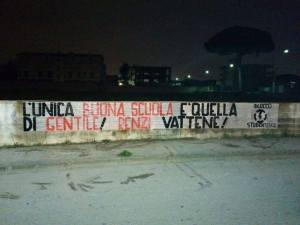 L'UNICA BUONA SCUOLA E' QUELLA
DI GENTILE! RENZI VATTENE!
BLOCCO
STUDENTESCO